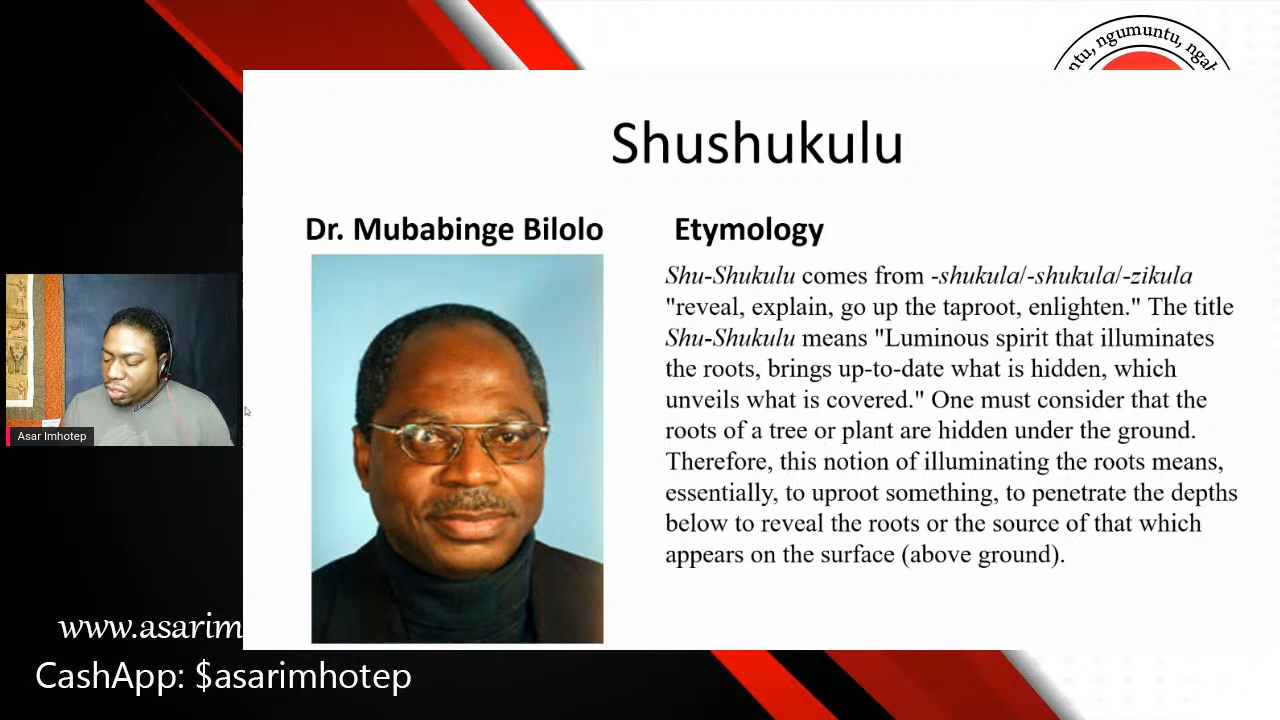 ngumuntu,
Shushukulu
Dr. Mubabinge Bilolo
Etymology
Shu-Shukulu comes from -shukula/-shukula/-zikula
"reveal, explain, go up the taproot, enlighten." The title
Shu-Shukulu means "Luminous spirit that illuminates
the roots, brings up-to-date what is hidden, which
unveils what is covered." One must consider that the
roots of a tree or plant are hidden under the ground.
Therefore, this notion of illuminating the roots means,
essentially, to uproot something, to penetrate the depths
below to reveal the roots or the source of that which
appears on the surface (above ground).
Asar Imhotep
www.asarim
CashApp: $asarimhotep